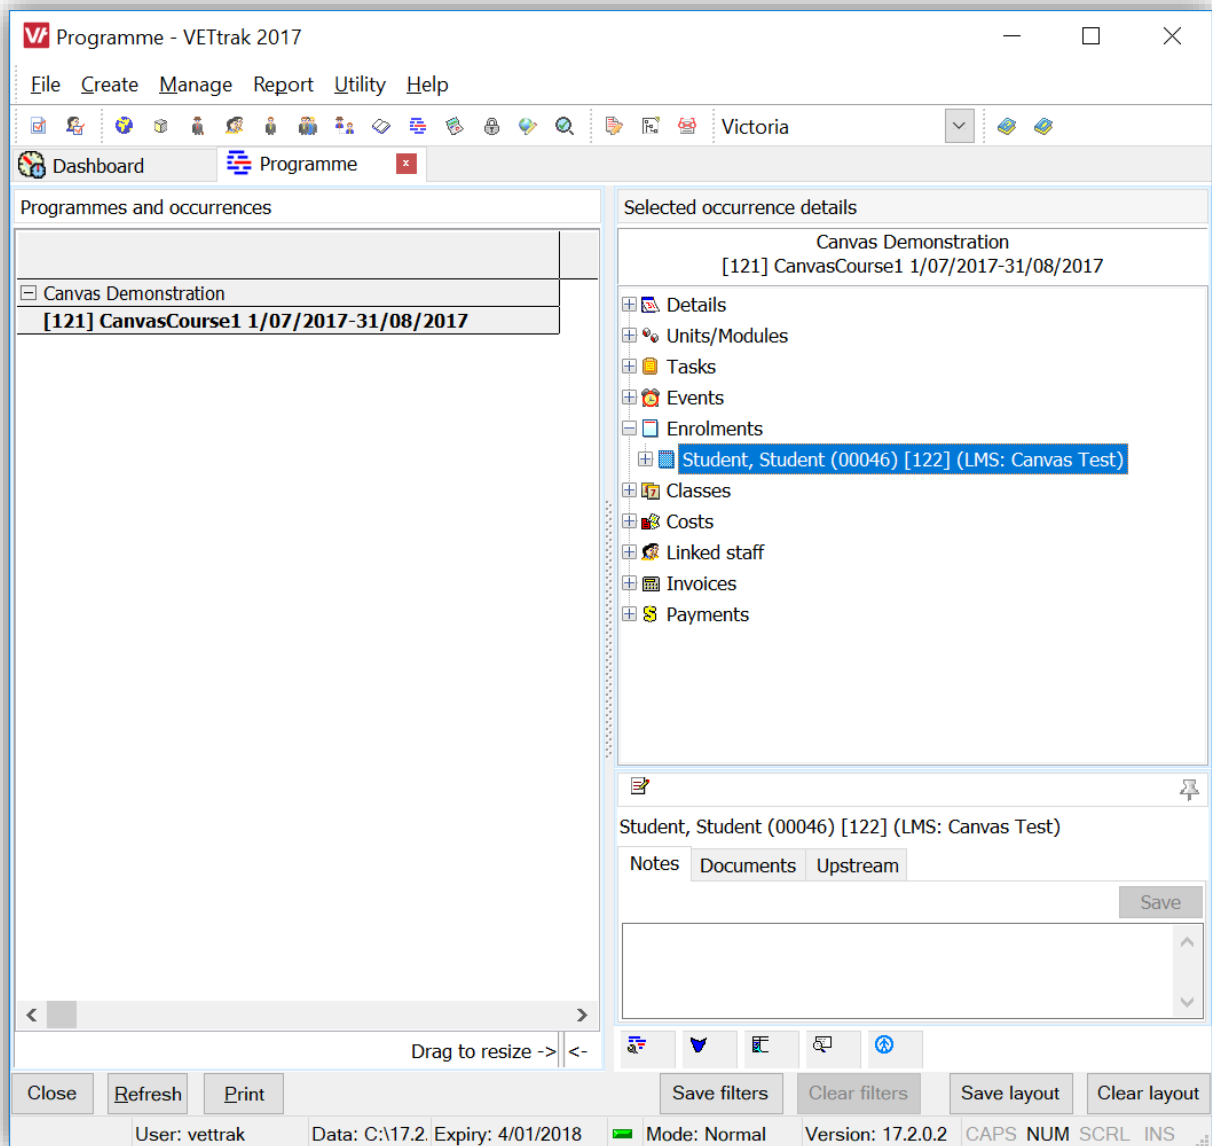 Programme - VETtrak 2017
File Create Manage Report Utility Help
Victoria
Dashboard Programme x
Programmes and occurrences
Canvas Demonstration
[121] CanvasCourse1 1/07/2017-31/08/2017
Drag to resize -> <-
Selected occurrence details
Canvas Demonstration
[121] CanvasCourse1 1/07/2017-31/08/2017
Details
Units/Modules
Tasks
Events
Enrolments
Student, Student (00046) [122] (LMS: Canvas Test)
Classes
Costs
Linked staff
Invoices
Payments
Student, Student (00046) [122] (LMS: Canvas Test)
Notes Documents Upstream
Save
Close Refresh Print Save filters Clear filters Save layout Clear layout
User: vettrak Data: C:\17.2. Expiry: 4/01/2018 Mode: Normal Version: 17.2.0.2 CAPS NUM SCRL INS